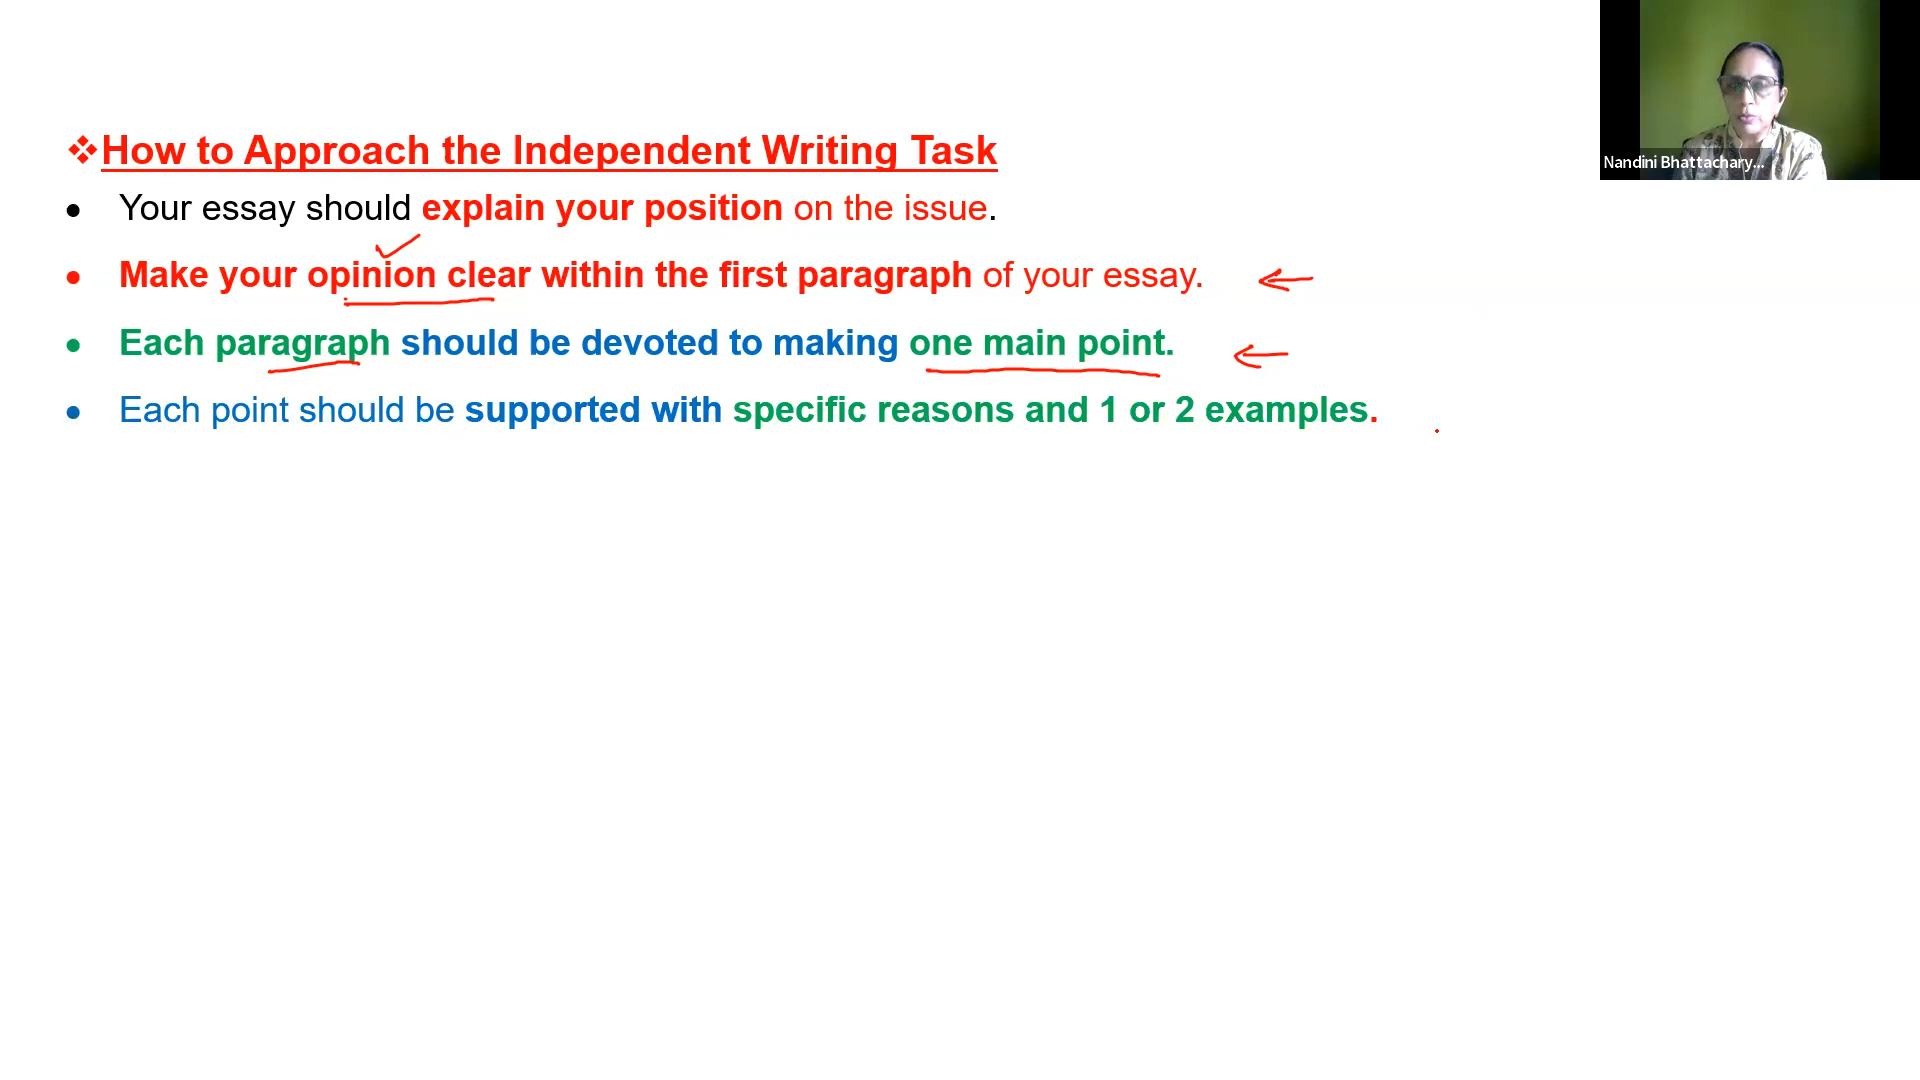 ❖How to Approach the Independent Writing Task
• Your essay should explain your position on the issue.
• Make your opinion clear within the first paragraph of your essay.
• Each paragraph should be devoted to making one main point.
• Each point should be supported with specific reasons and 1 or 2 examples.
Nandini Bhattachary...